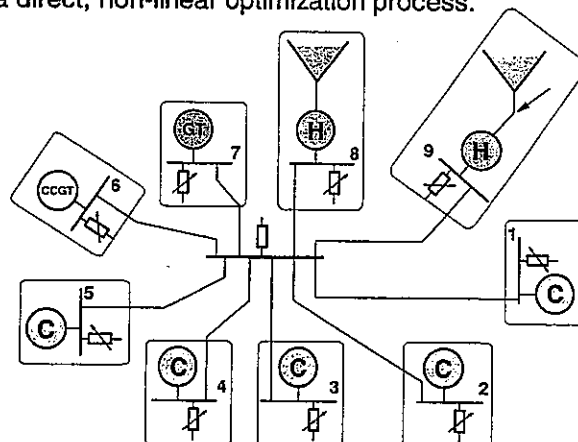 a direct, non-linear optimization process.
GT
7
H
8
H
9
CCGT
6
1
C
C
5
C
4
C
3
C
2